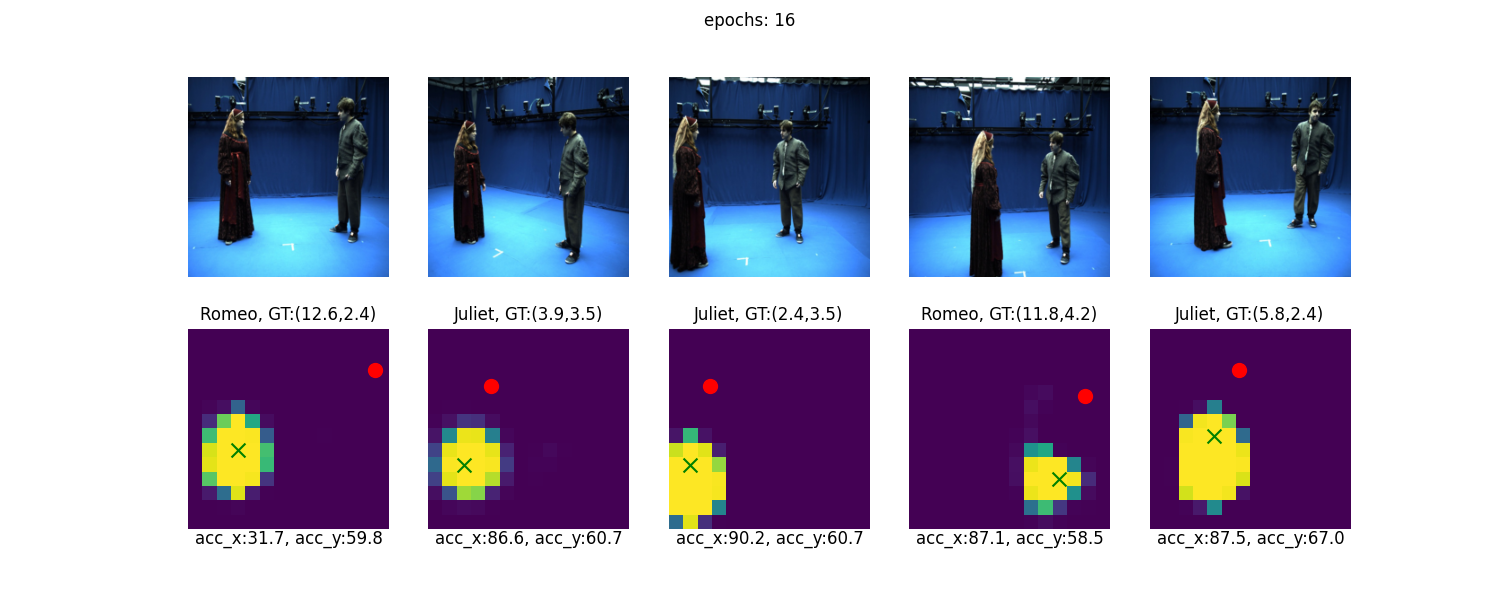 epochs: 16
Romeo, GT:(12.6,2.4)
Juliet, GT:(3.9,3.5)
Juliet, GT:(2.4,3.5)
Romeo, GT:(11.8,4.2)
Juliet, GT:(5.8,2.4)
acc_x:31.7, acc_y:59.8
acc_x:86.6, acc_y:60.7
acc_x:90.2, acc_y:60.7
acc_x:87.1, acc_y:58.5
acc_x:87.5, acc_y:67.0